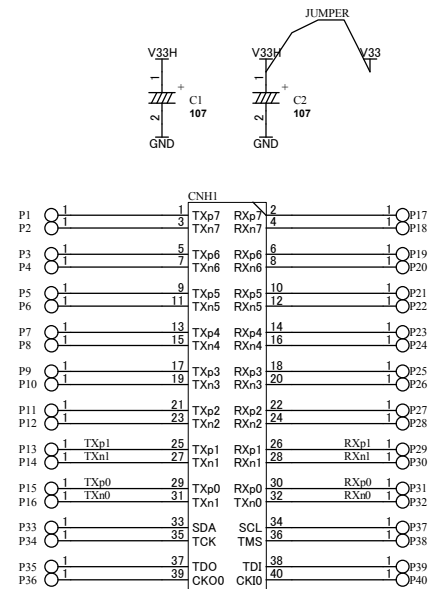 JUMPER
V33H V33H V33
1 + 1 +
C1 C2
107 107
2 2
GND GND
CNH1
P1 1 1 TXp7 RXp7 2 1 P17
P2 1 3 TXn7 RXn7 4 1 P18
P3 1 5 TXp6 RXp6 6 1 P19
P4 1 7 TXn6 RXn6 8 1 P20
P5 1 9 TXp5 RXp5 10 1 P21
P6 1 11 TXn5 RXn5 12 1 P22
P7 1 13 TXp4 RXp4 14 1 P23
P8 1 15 TXn4 RXn4 16 1 P24
P9 1 17 TXp3 RXp3 18 1 P25
P10 1 19 TXn3 RXn3 20 1 P26
P11 1 21 TXp2 RXp2 22 1 P27
P12 1 23 TXn2 RXn2 24 1 P28
P13 1 TXp1 25 TXp1 RXp1 26 RXp1 1 P29
P14 1 TXn1 27 TXn1 RXn1 28 RXn1 1 P30
P15 1 TXp0 29 TXp0 RXp0 30 RXp0 1 P31
P16 1 TXn0 31 TXn1 TXn0 32 RXn0 1 P32
P33 1 33 SDA SCL 34 1 P37
P34 1 35 TCK TMS 36 1 P38
P35 1 37 TDO TDI 38 1 P39
P36 1 39 CKO0 CKI0 40 1 P40